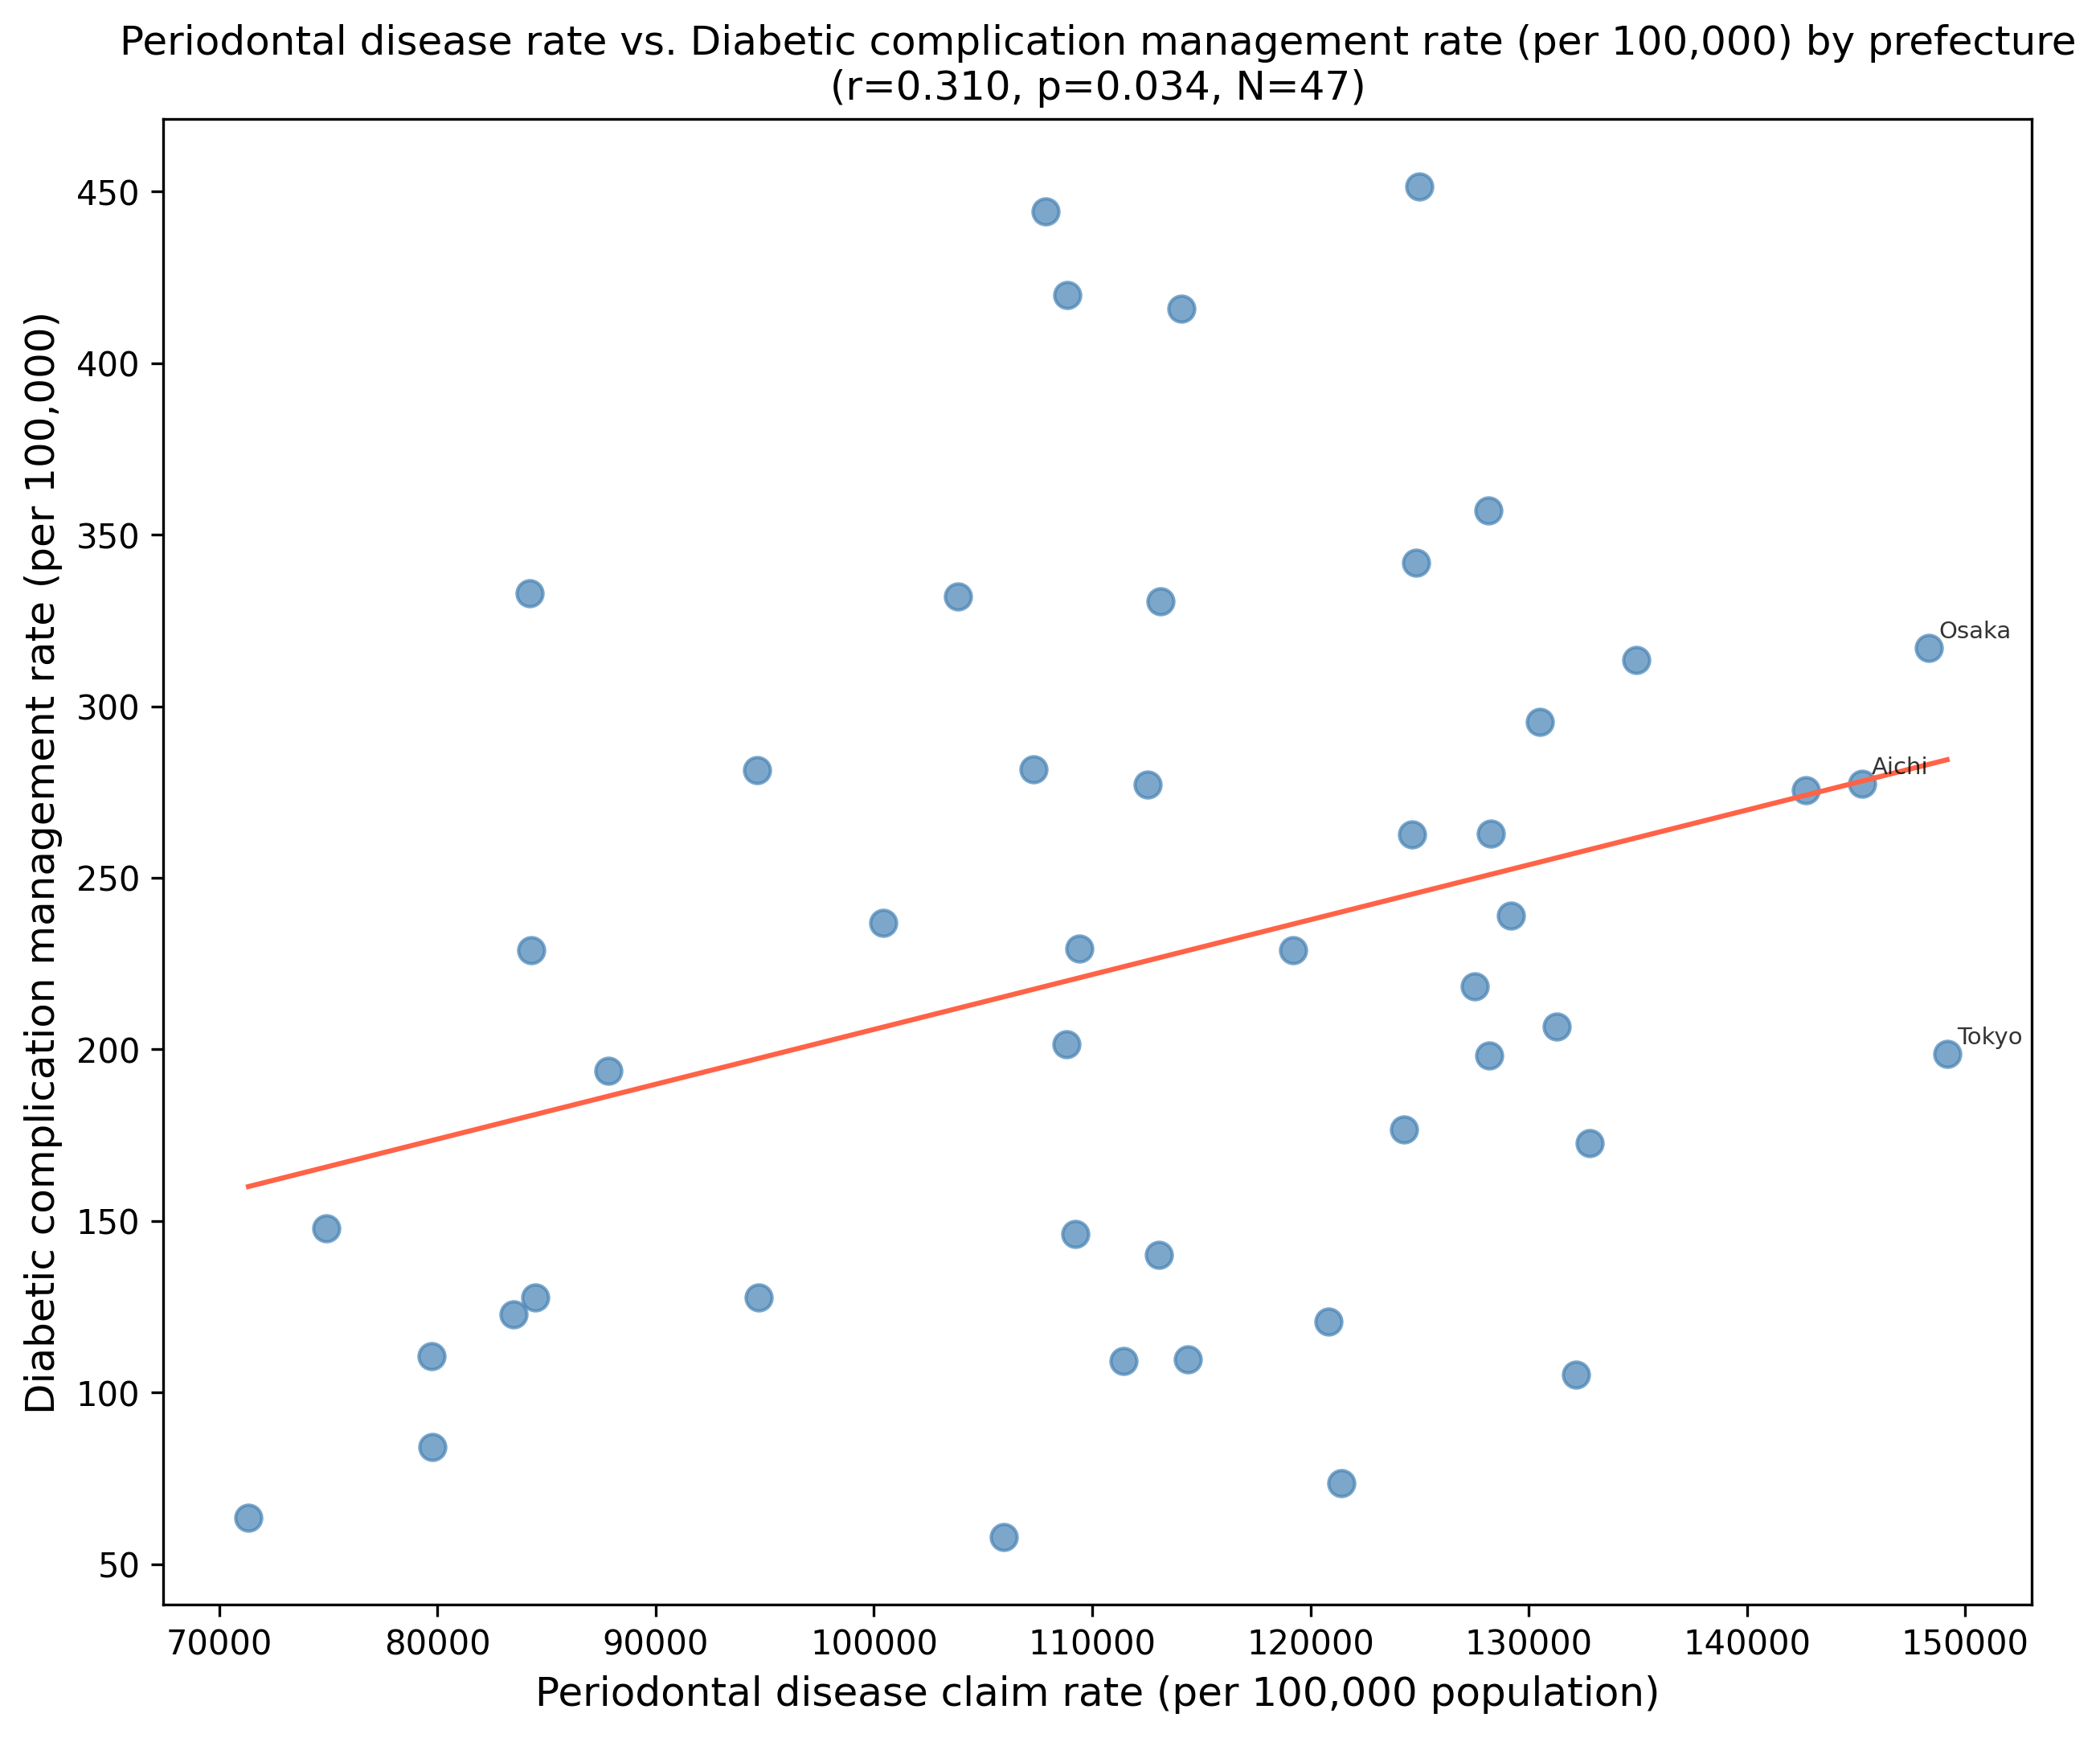 Periodontal disease rate vs. Diabetic complication management rate (per 100,000) by prefecture
(r=0.310, p=0.034, N=47)
Diabetic complication management rate (per 100,000)
450
400
350
300
250
200
150
100
50
Osaka
Aichi
Tokyo
70000 80000 90000 100000 110000 120000 130000 140000 150000
Periodontal disease claim rate (per 100,000 population)